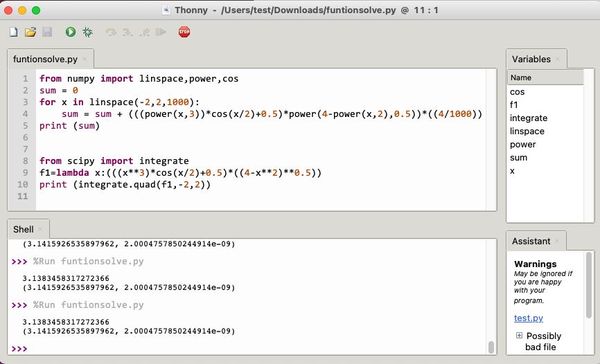 Thonny - /Users/test/Downloads/funtionsolve.py @ 11 : 1
STOP
funtionsolve.py
1 from numpy import linspace,power,cos
2 sum = 0
3 for x in linspace(-2,2,1000):
4 sum = sum + (((power(x,3))*cos(x/2)+0.5)*power(4-power(x,2),0.5))*((4/1000))
5 print (sum)
6
7
8 from scipy import integrate
9 f1=lambda x:(((x**3)*cos(x/2)+0.5)*((4-x**2)**0.5))
10 print (integrate.quad(f1,-2,2))
11
Variables
Name
cos
f1
integrate
linspace
power
sum
x
Shell
(3.1415926535897962, 2.0004757850244914e-09)
>>> %Run funtionsolve.py
3.1383458317272366
(3.1415926535897962, 2.0004757850244914e-09)
>>> %Run funtionsolve.py
3.1383458317272366
(3.1415926535897962, 2.0004757850244914e-09)
>>>
Assistant
Warnings
May be ignored if
you are happy
with your
program.
test.py
Possibly
bad file